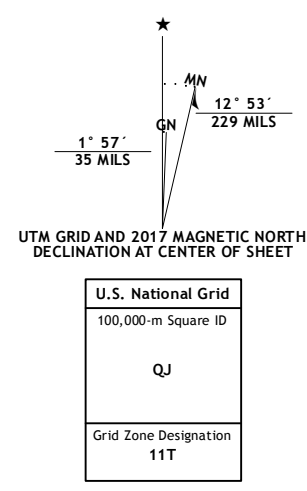 ★
MN
12° 53´
229 MILS
GN
1° 57´
35 MILS
UTM GRID AND 2017 MAGNETIC NORTH
DECLINATION AT CENTER OF SHEET
U.S. National Grid
100,000-m Square ID
QJ
Grid Zone Designation
11T